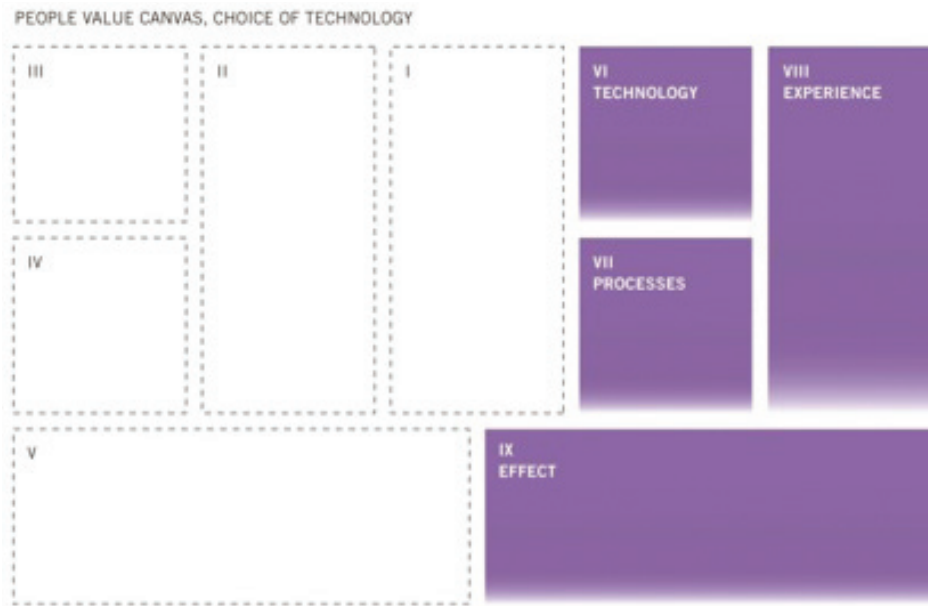 PEOPLE VALUE CANVAS, CHOICE OF TECHNOLOGY
III
II
I
VI
TECHNOLOGY
VIII
EXPERIENCE
IV
VII
PROCESSES
V
IX
EFFECT